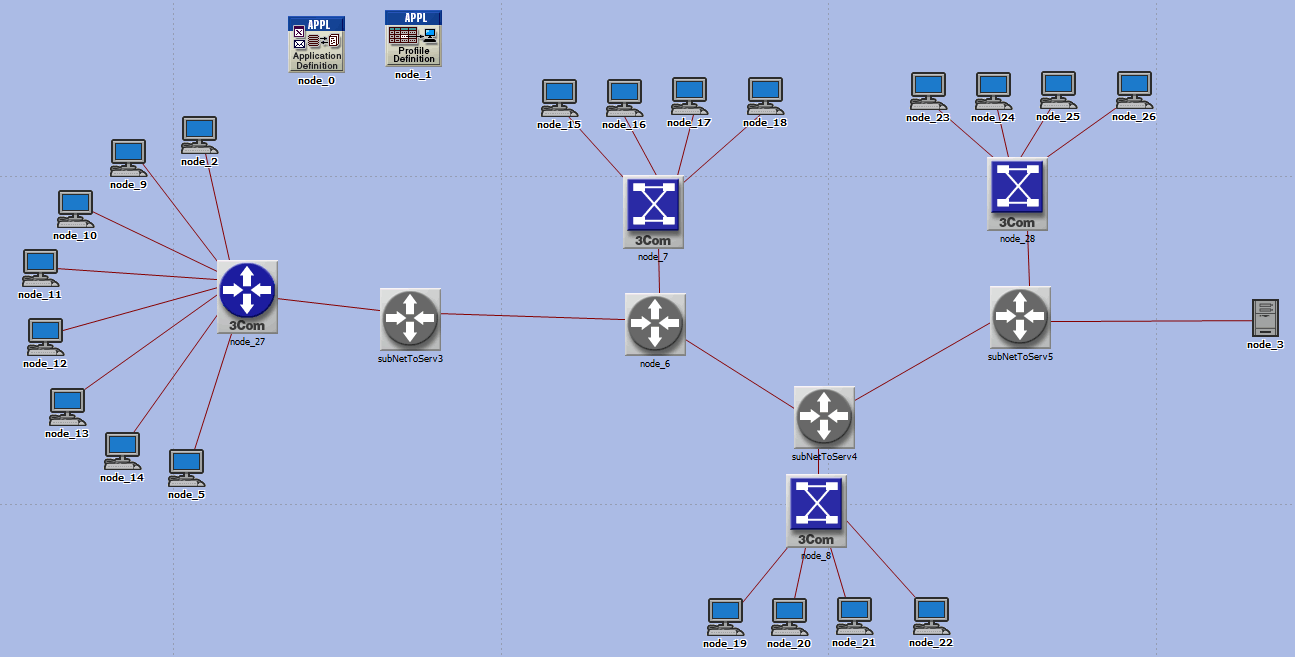 APPL
Application
Definition
node_0
APPL
Profile
Definition
node_1
node_2
node_9
node_10
node_11
node_12
node_13
node_14
node_5
3Com
node_27
subNetToServ3
node_15
node_16
node_17
node_18
3Com
node_7
node_6
node_23
node_24
node_25
node_26
3Com
node_28
subNetToServ5
node_3
subNetToServ4
3Com
node_8
node_19
node_20
node_21
node_22